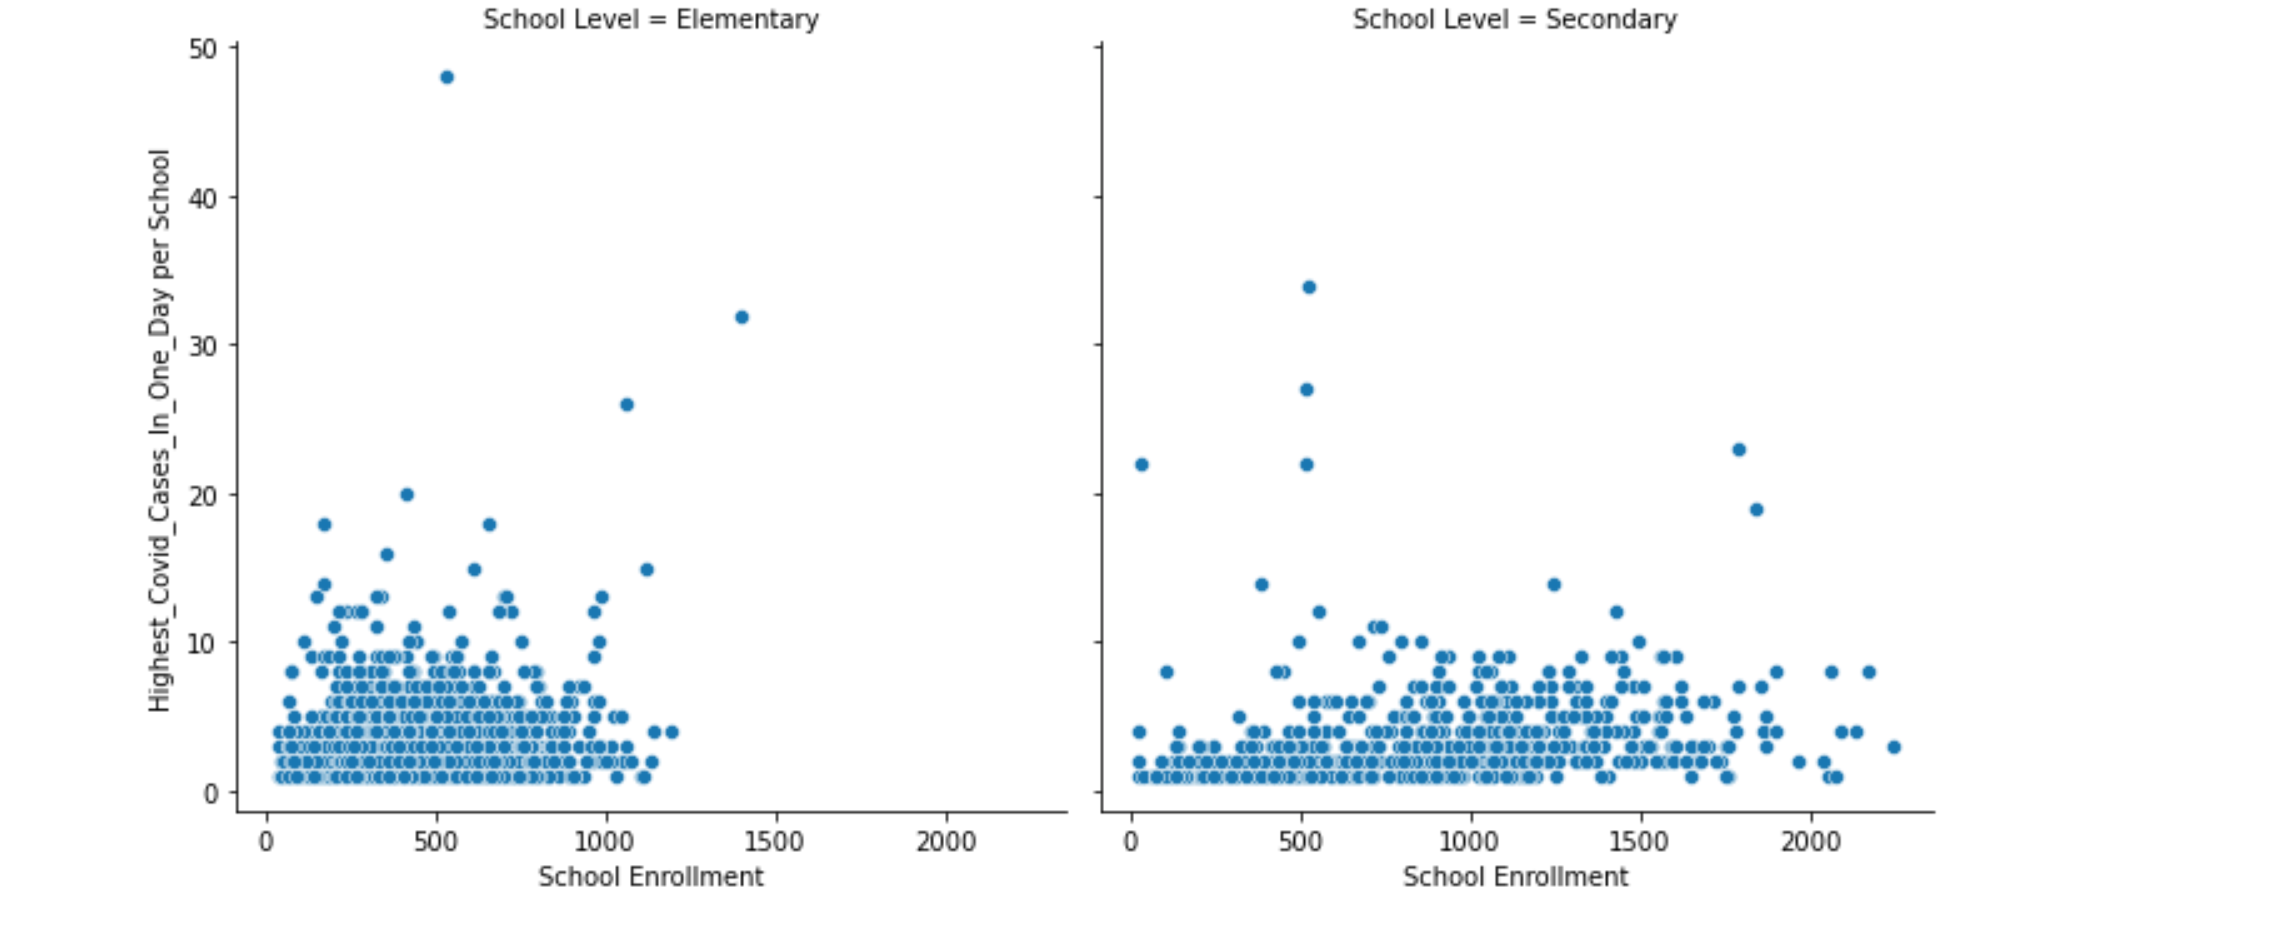 School Level = Elementary
School Level = Secondary
Highest_Covid_Cases_In_One_Day per School
50
40
30
20
10
0
0 500 1000 1500 2000
0 500 1000 1500 2000
School Enrollment
School Enrollment